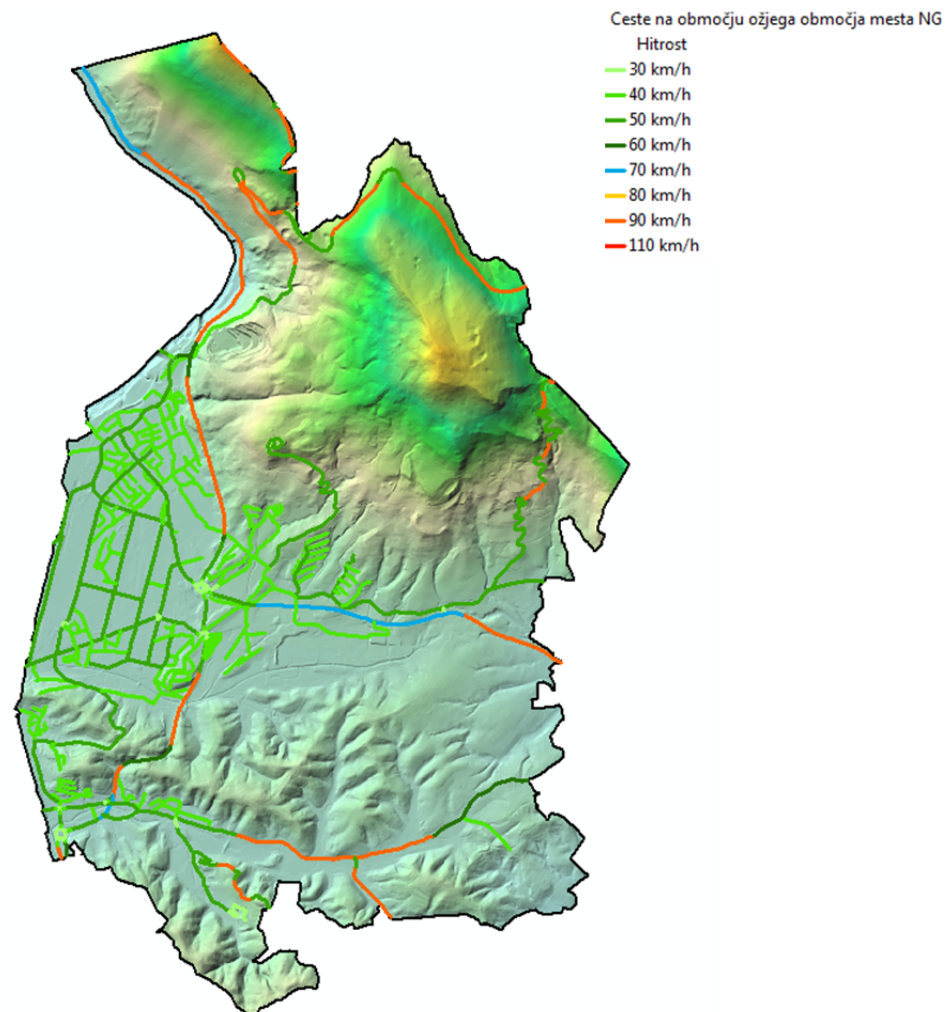 Ceste na območju ožjega območja mesta NG
Hitrost
30 km/h
40 km/h
50 km/h
60 km/h
70 km/h
80 km/h
90 km/h
110 km/h